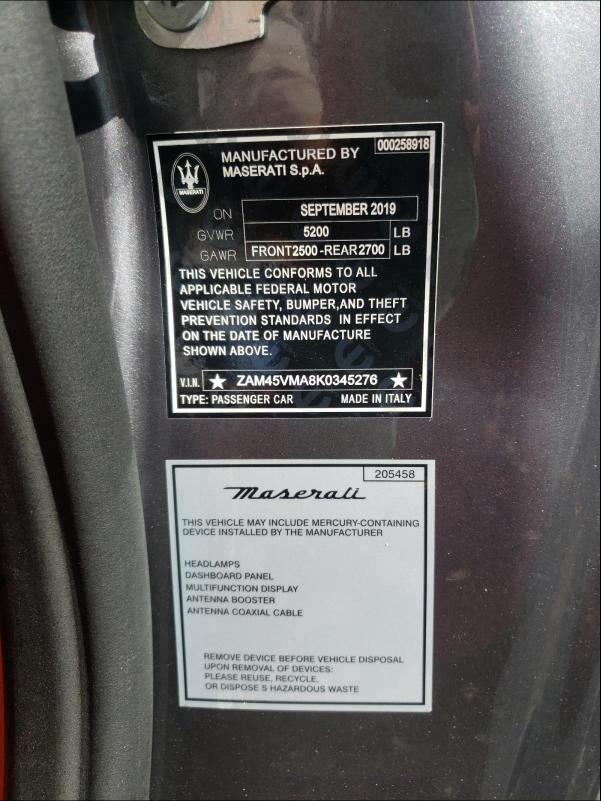 000258918
MANUFACTURED BY
MASERATI S.p.A.
MASERATI
ON SEPTEMBER 2019
GVWR 5200 LB
GAWR FRONT2500-REAR2700 LB
THIS VEHICLE CONFORMS TO ALL
APPLICABLE FEDERAL MOTOR
VEHICLE SAFETY, BUMPER,AND THEFT
PREVENTION STANDARDS IN EFFECT
ON THE DATE OF MANUFACTURE
SHOWN ABOVE.
V.I.N. ★ ZAM45VMA8K0345276 ★
TYPE: PASSENGER CAR MADE IN ITALY
205458
Maserati
THIS VEHICLE MAY INCLUDE MERCURY-CONTAINING
DEVICE INSTALLED BY THE MANUFACTURER
HEADLAMPS
DASHBOARD PANEL
MULTIFUNCTION DISPLAY
ANTENNA BOOSTER
ANTENNA COAXIAL CABLE
REMOVE DEVICE BEFORE VEHICLE DISPOSAL
UPON REMOVAL OF DEVICES:
PLEASE REUSE, RECYCLE,
OR DISPOSE S HAZARDOUS WASTE